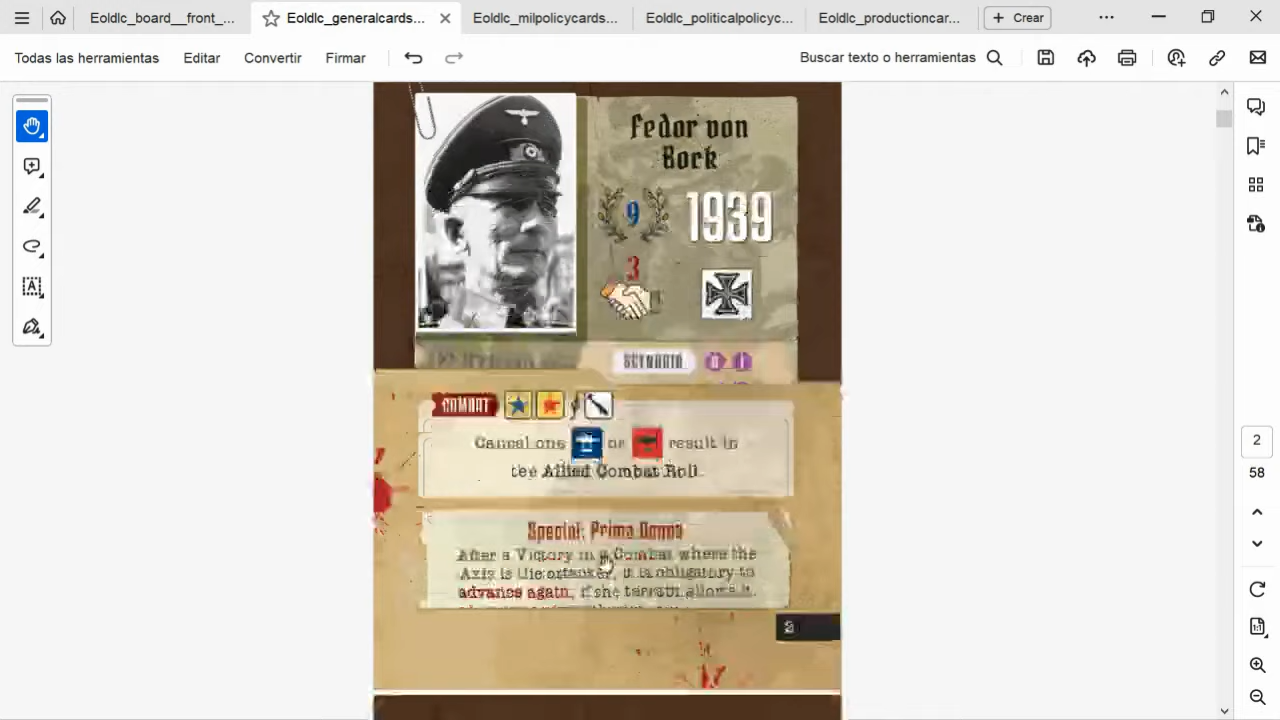 Eoldlc_board__front_...
Eoldlc_generalcards...
Eoldlc_milpolicycards...
Eoldlc_politicalpolicyc...
Eoldlc_productioncar...
Crear
Todas las herramientas
Editar
Convertir
Firmar
Buscar texto o herramientas
Fedor von
Bock
9
1939
3
SCENARIO
COMBAT
Cancel one or result in
the Allied Combat Roll
Special: Prima Donna
After a Victory in a Combat where the
Axis is the attacker, it is obligatory to
advance again, if the terrain allows it.
2
58